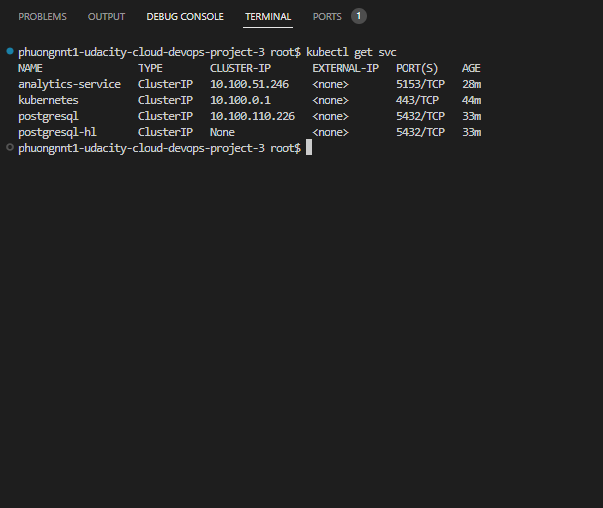 PROBLEMS OUTPUT DEBUG CONSOLE TERMINAL PORTS 1
phuongnnt1-udacity-cloud-devops-project-3 root$ kubectl get svc
NAME TYPE CLUSTER-IP EXTERNAL-IP PORT(S) AGE
analytics-service ClusterIP 10.100.51.246 <none> 5153/TCP 28m
kubernetes ClusterIP 10.100.0.1 <none> 443/TCP 44m
postgresql ClusterIP 10.100.110.226 <none> 5432/TCP 33m
postgresql-hl ClusterIP None <none> 5432/TCP 33m
phuongnnt1-udacity-cloud-devops-project-3 root$